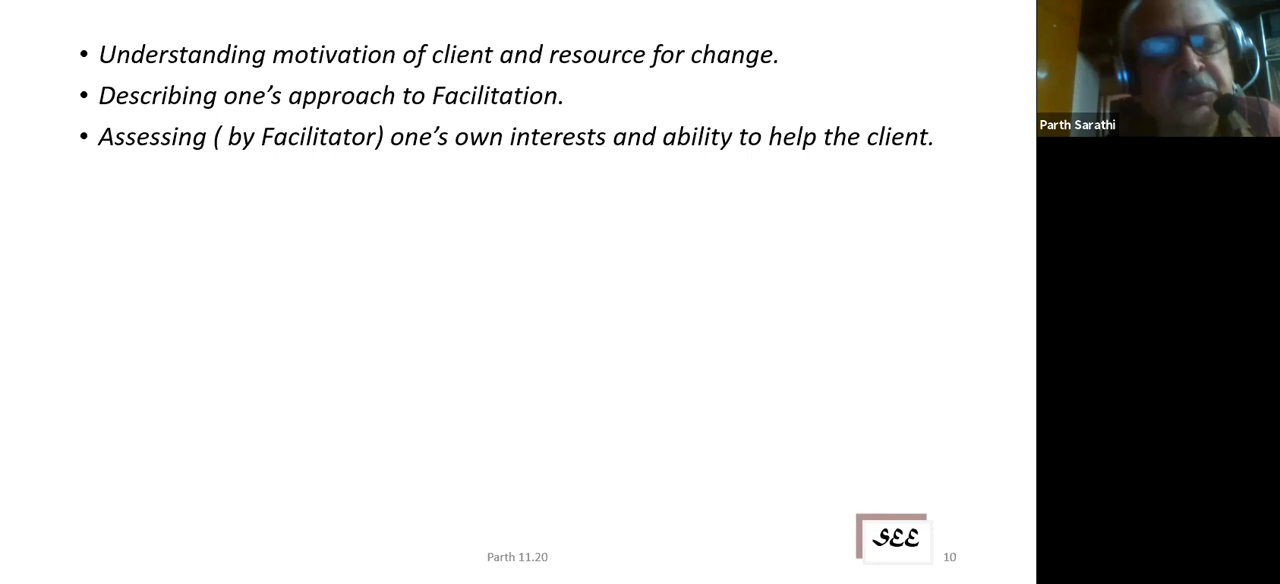 • Understanding motivation of client and resource for change.
• Describing one's approach to Facilitation.
• Assessing ( by Facilitator) one's own interests and ability to help the client.
Parth Sarathi
SEE
Parth 11.20
10